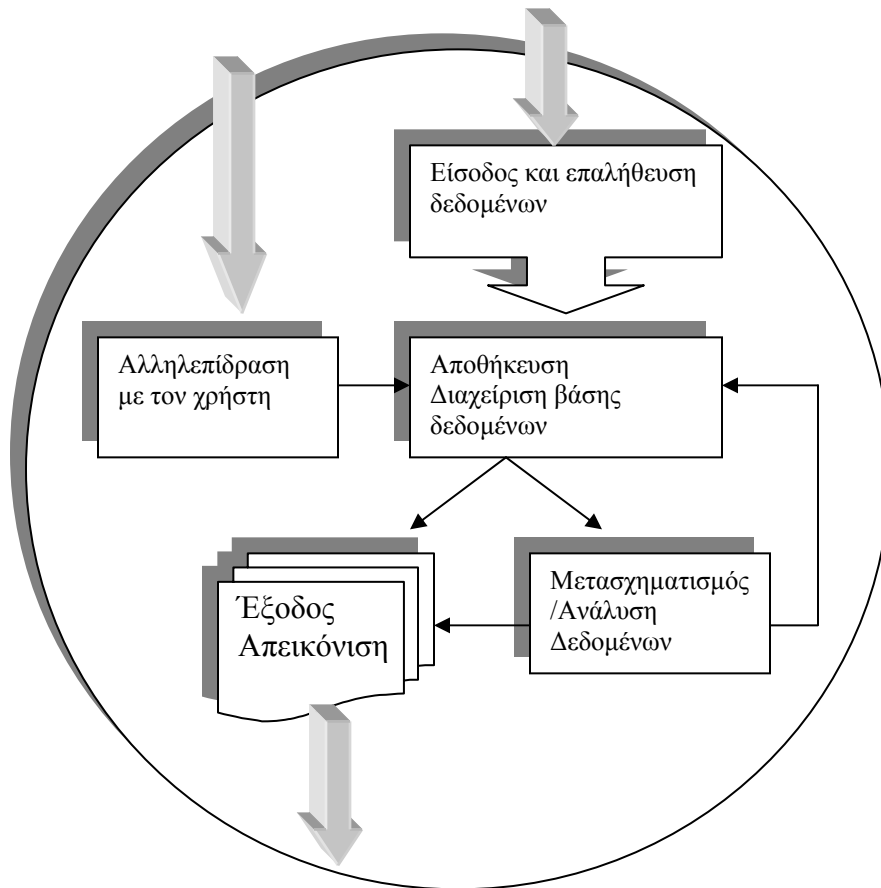 Είσοδος και επαλήθευση
δεδομένων
Αλληλεπίδραση
με τον χρήστη
Αποθήκευση
Διαχείριση βάσης
δεδομένων
Έξοδος
Απεικόνιση
Μετασχηματισμός
/Ανάλυση
Δεδομένων